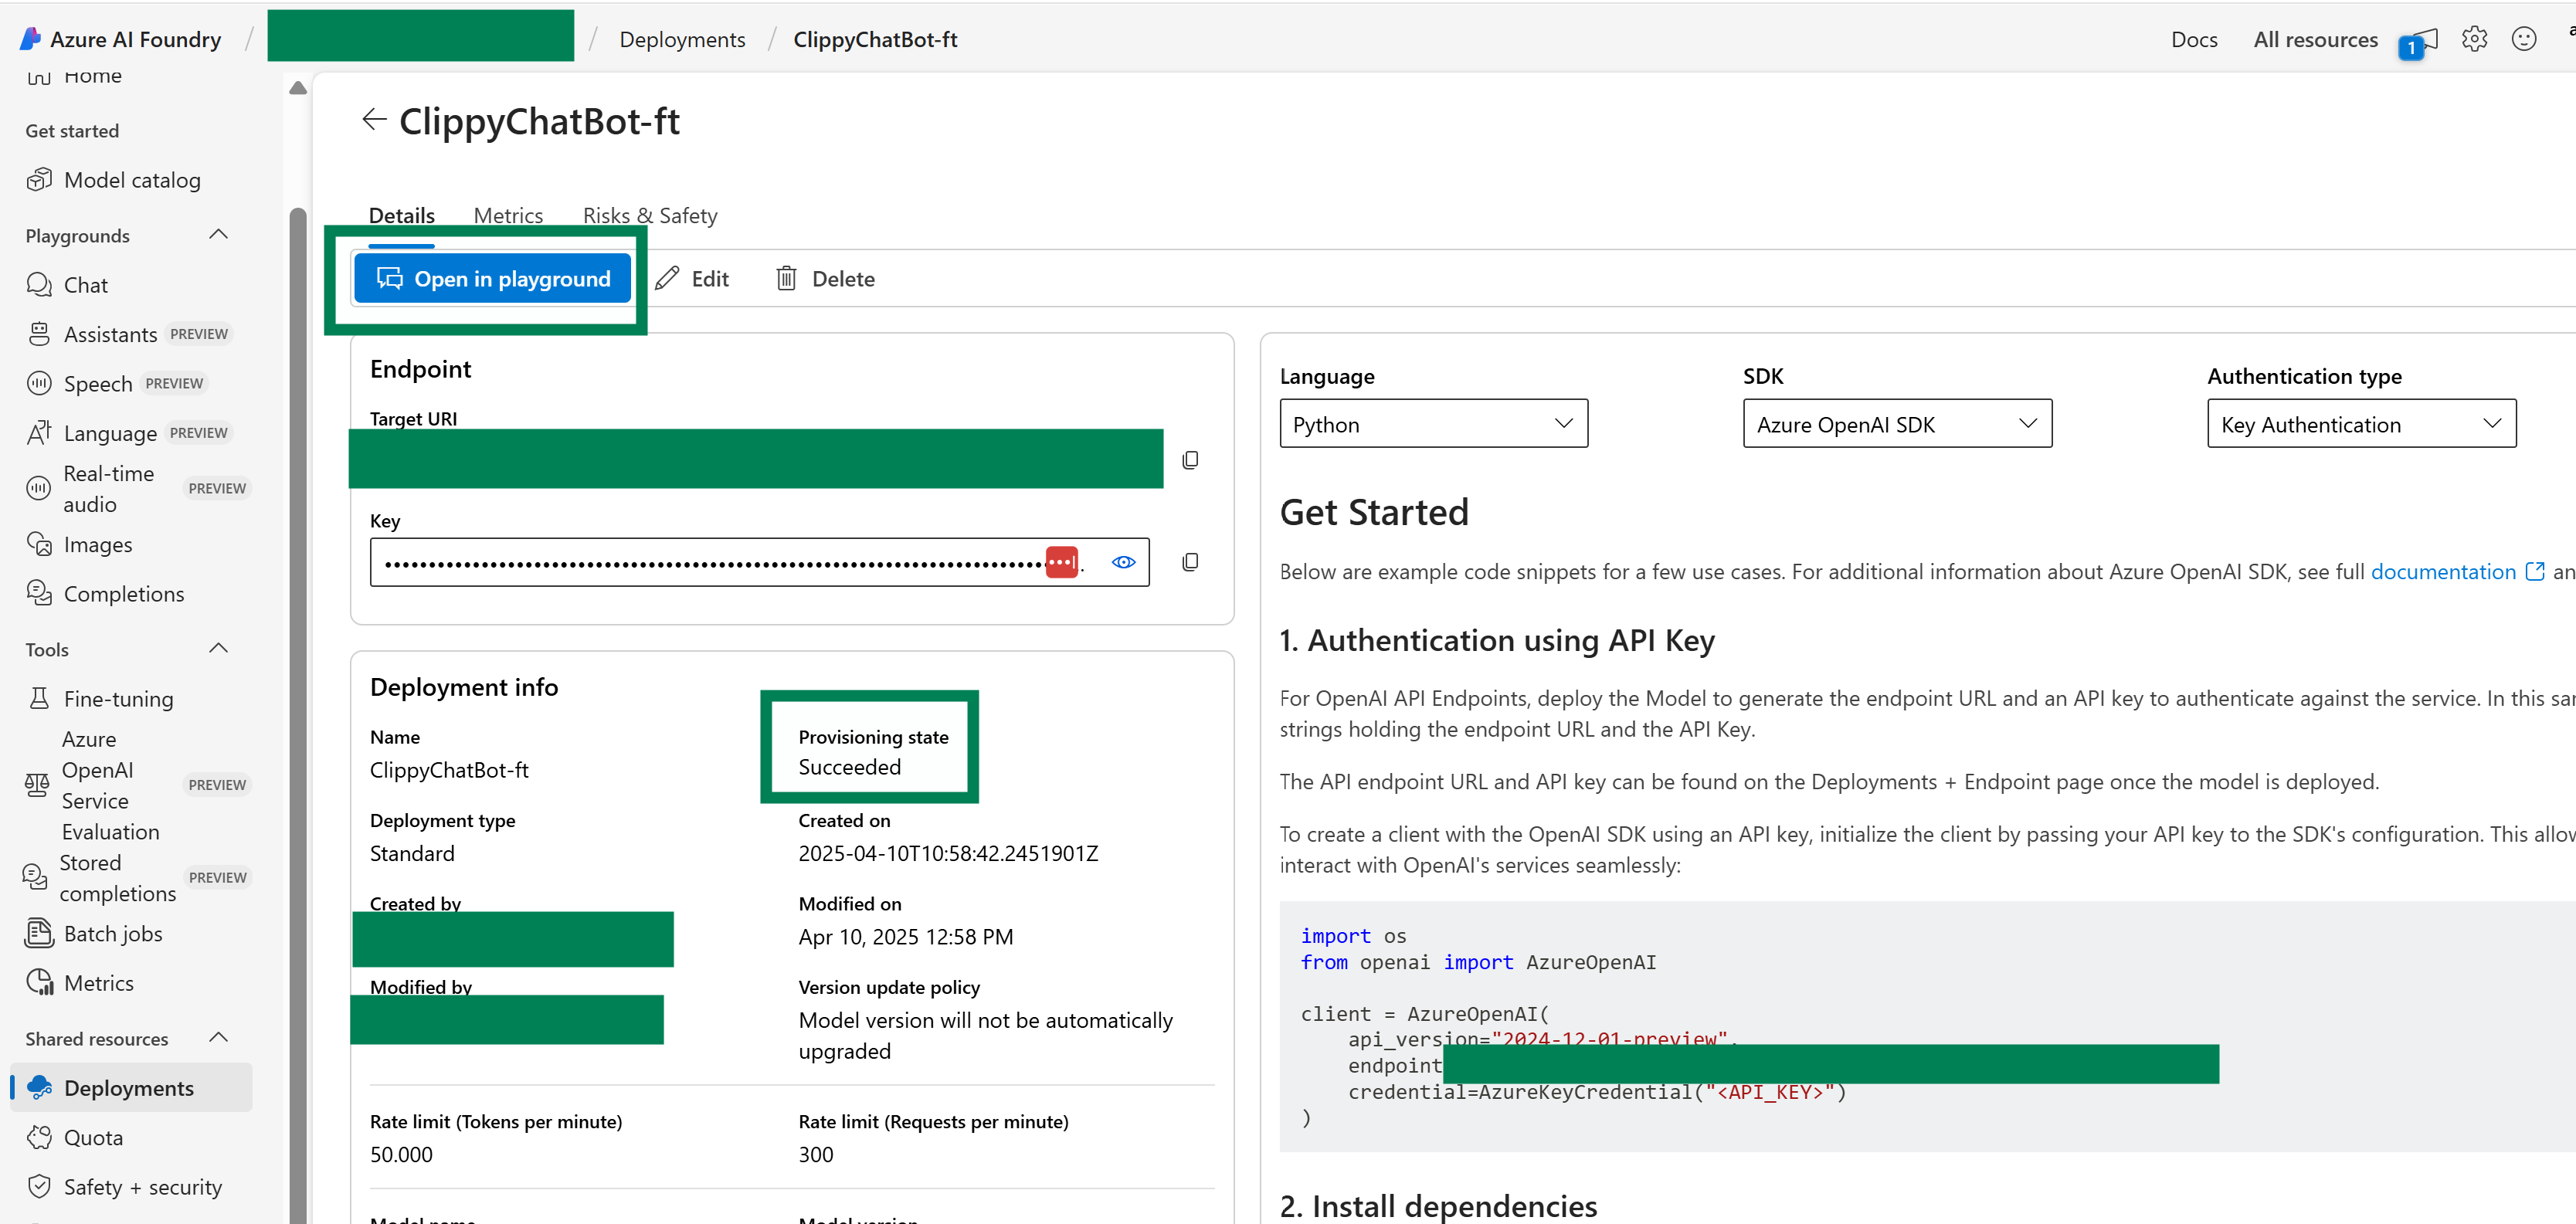 Azure AI Foundry / / Deployments / ClippyChatBot-ft
Docs All resources 1
Home
Get started
Model catalog
Playgrounds
Chat
Assistants PREVIEW
Speech PREVIEW
Language PREVIEW
Real-time
audio PREVIEW
Images
Completions
Tools
Fine-tuning
Azure
OpenAI
Service PREVIEW
Evaluation
Stored
completions PREVIEW
Batch jobs
Metrics
Shared resources
Deployments
Quota
Safety + security
ClippyChatBot-ft
Details Metrics Risks & Safety
Open in playground Edit Delete
Endpoint
Target URI
Key
Deployment info
Name
ClippyChatBot-ft
Provisioning state
Succeeded
Deployment type
Standard
Created on
2025-04-10T10:58:42.2451901Z
Created by
Modified on
Apr 10, 2025 12:58 PM
Modified by
Version update policy
Model version will not be automatically
upgraded
Rate limit (Tokens per minute)
50.000
Rate limit (Requests per minute)
300
Model name
Model version
Language
Python
SDK
Azure OpenAI SDK
Authentication type
Key Authentication
Get Started
Below are example code snippets for a few use cases. For additional information about Azure OpenAI SDK, see full documentation
1. Authentication using API Key
For OpenAI API Endpoints, deploy the Model to generate the endpoint URL and an API key to authenticate against the service. In this
strings holding the endpoint URL and the API Key.
The API endpoint URL and API key can be found on the Deployments + Endpoint page once the model is deployed.
To create a client with the OpenAI SDK using an API key, initialize the client by passing your API key to the SDK's configuration. This
interact with OpenAI's services seamlessly:
import os
from openai import AzureOpenAI
client = AzureOpenAI(
api_version="2024-12-01-preview",
endpoint
credential=AzureKeyCredential("<API_KEY>")
)
2. Install dependencies